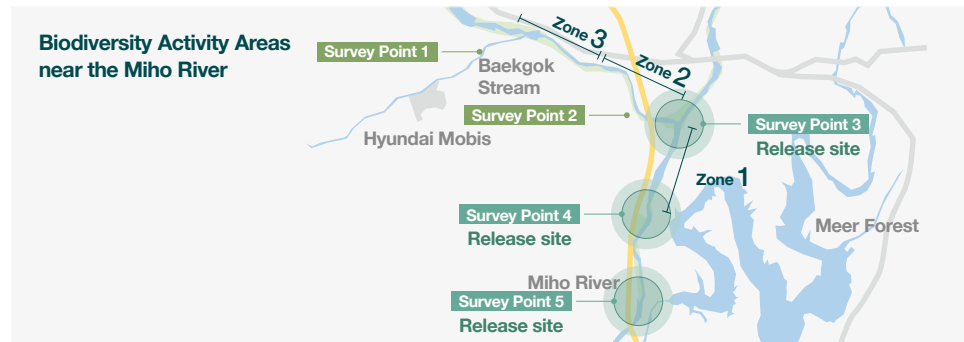 Biodiversity Activity Areas
near the Miho River
Zone 3
Survey Point 1
Baekgok
Stream
Zone 2
Survey Point 2
Survey Point 3
Hyundai Mobis
Release site
Zone 1
Survey Point 4
Release site
Meer Forest
Miho River
Survey Point 5
Release site